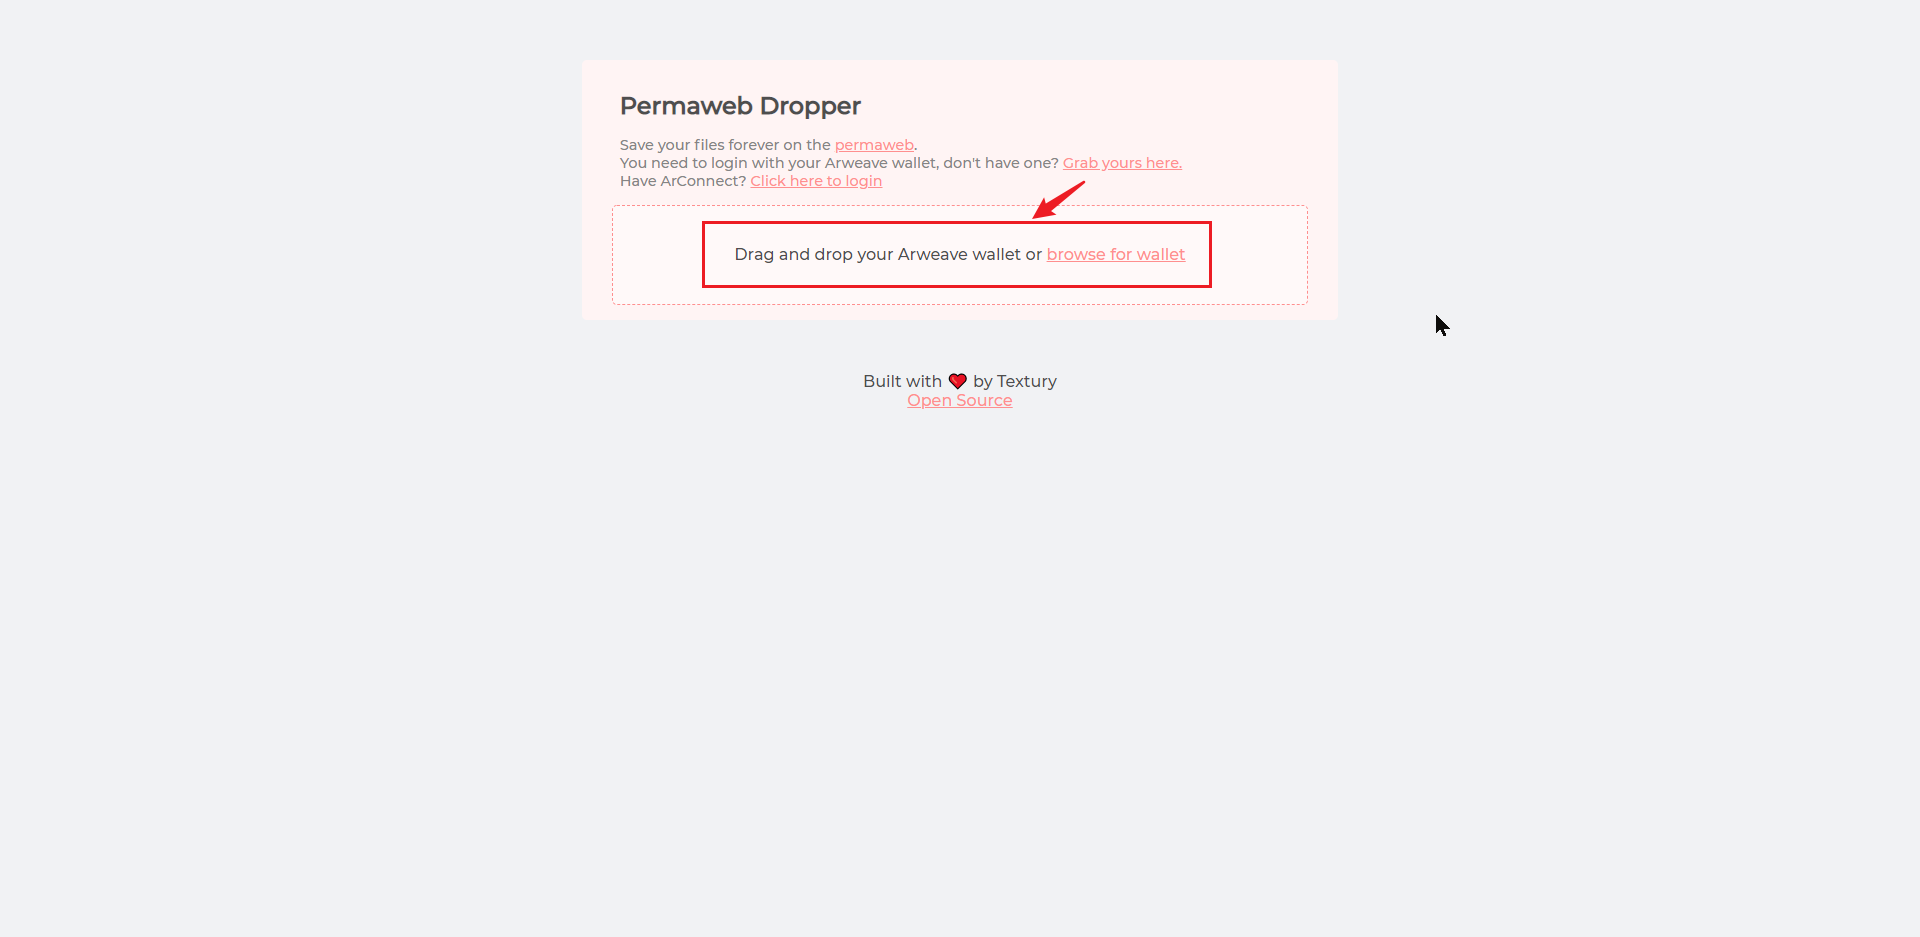 Permaweb Dropper
Save your files forever on the permaweb.
You need to login with your Arweave wallet, don't have one? Grab yours here.
Have ArConnect? Click here to login
Drag and drop your Arweave wallet or browse for wallet
Built with ❤️ by Textury
Open Source